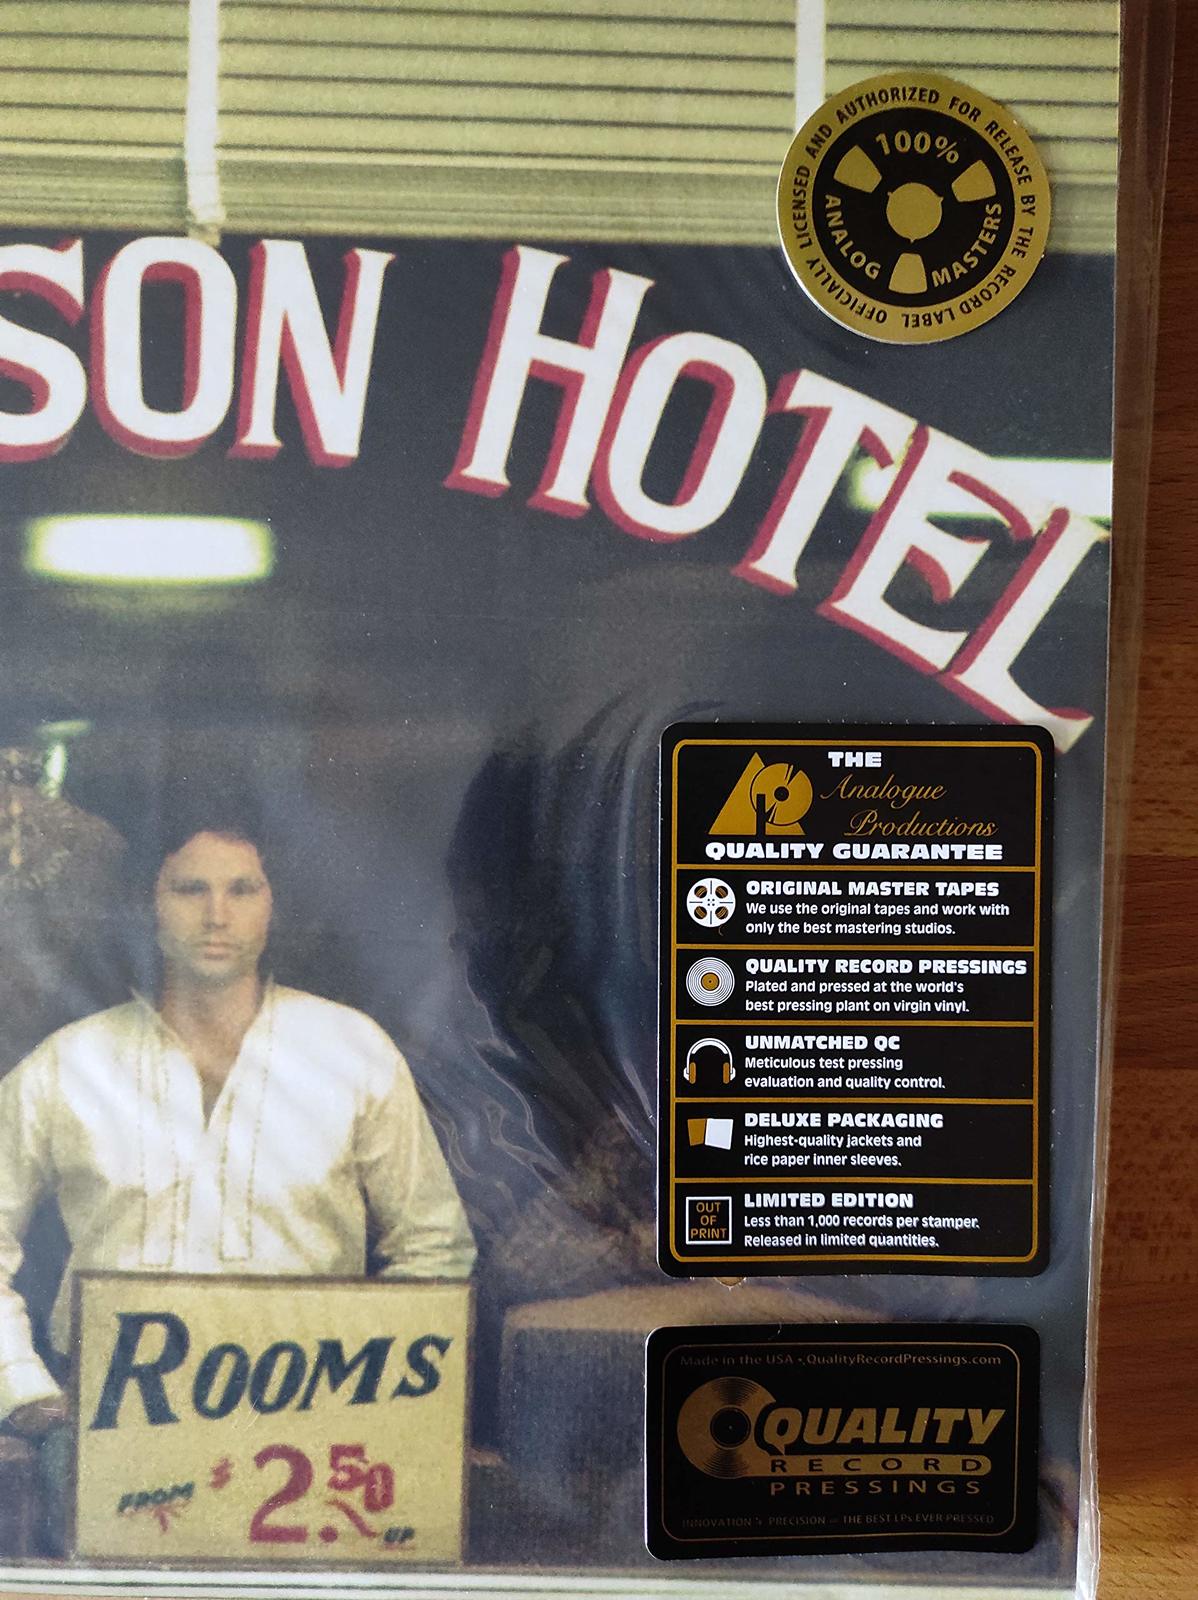 OFFICIALLY LICENSED AND AUTHORIZED FOR RELEASE BY THE RECORD LABEL
100%
ANALOG MASTERS
SON HOTEL
THE
Analogue
Productions
QUALITY GUARANTEE
ORIGINAL MASTER TAPES
We use the original tapes and work with
only the best mastering studios.
QUALITY RECORD PRESSINGS
Plated and pressed at the world's
best pressing plant on virgin vinyl.
UNMATCHED QC
Meticulous test pressing
evaluation and quality control.
DELUXE PACKAGING
Highest-quality jackets and
rice paper inner sleeves.
OUT
OF
PRINT
LIMITED EDITION
Less than 1,000 records per stamper.
Released in limited quantities.
ROOMS
FROM $2.50 UP
Made in the USA • QualityRecordPressings.com
QUALITY
RECORD
PRESSINGS
INNOVATION + PRECISION = THE BEST LPs EVER PRESSED